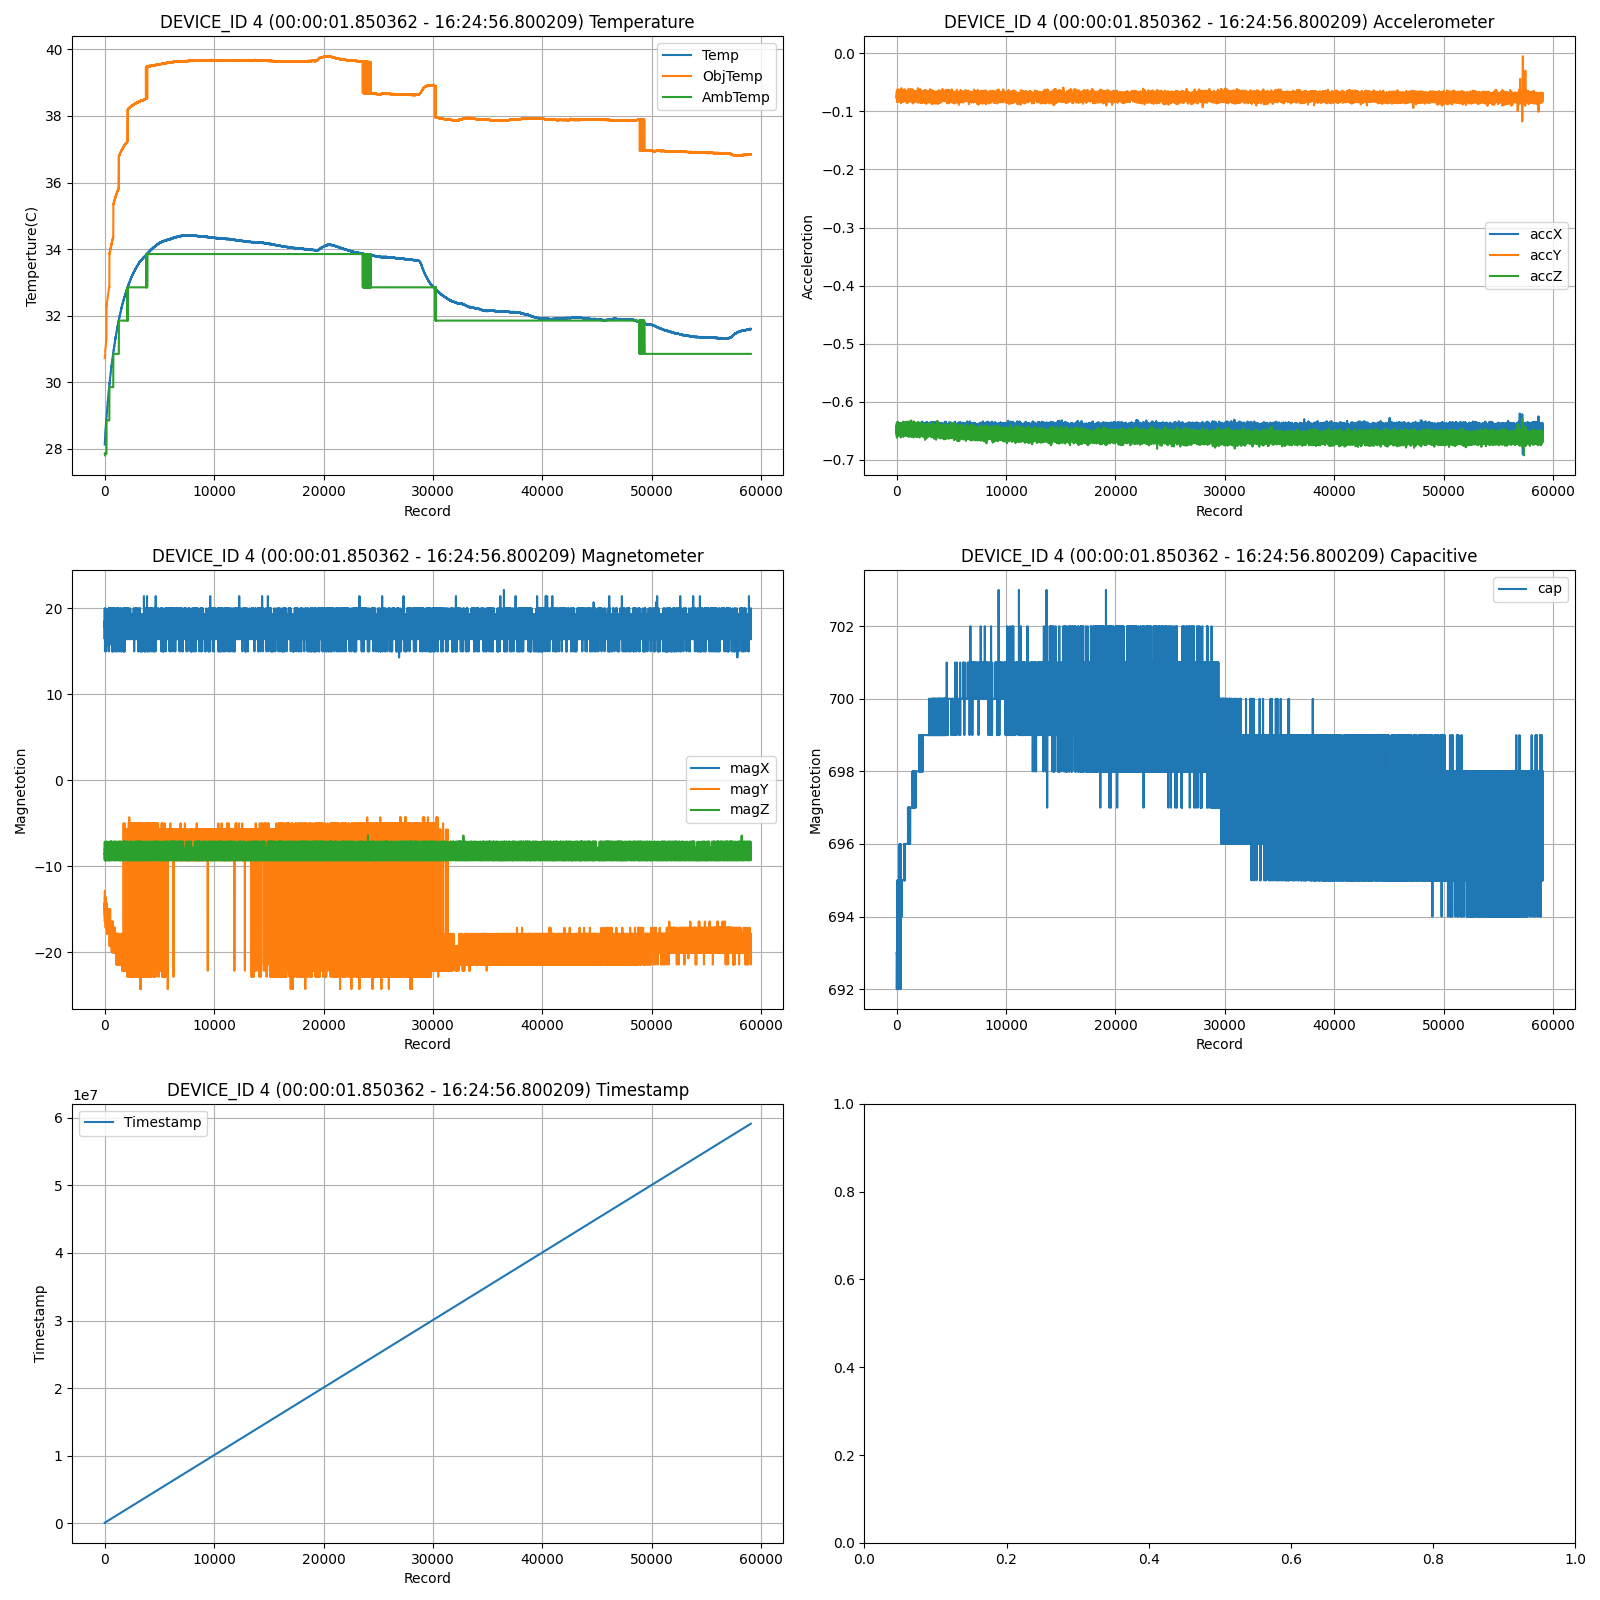 DEVICE_ID 4 (00:00:01.850362 - 16:24:56.800209) Temperature
40
38
36
34
32
30
28
Temperture(C)
Temp
ObjTemp
AmbTemp
0 10000 20000 30000 40000 50000 60000
Record
DEVICE_ID 4 (00:00:01.850362 - 16:24:56.800209) Accelerometer
0.0
−0.1
−0.2
−0.3
−0.4
−0.5
−0.6
−0.7
Accelerotion
accX
accY
accZ
0 10000 20000 30000 40000 50000 60000
Record
DEVICE_ID 4 (00:00:01.850362 - 16:24:56.800209) Magnetometer
20
10
0
−10
−20
Magnetotion
magX
magY
magZ
0 10000 20000 30000 40000 50000 60000
Record
DEVICE_ID 4 (00:00:01.850362 - 16:24:56.800209) Capacitive
702
700
698
696
694
692
Magnetotion
cap
0 10000 20000 30000 40000 50000 60000
Record
DEVICE_ID 4 (00:00:01.850362 - 16:24:56.800209) Timestamp
1e7
6
5
4
3
2
1
0
Timestamp
Timestamp
0 10000 20000 30000 40000 50000 60000
Record
1.0
0.8
0.6
0.4
0.2
0.0
0.0 0.2 0.4 0.6 0.8 1.0